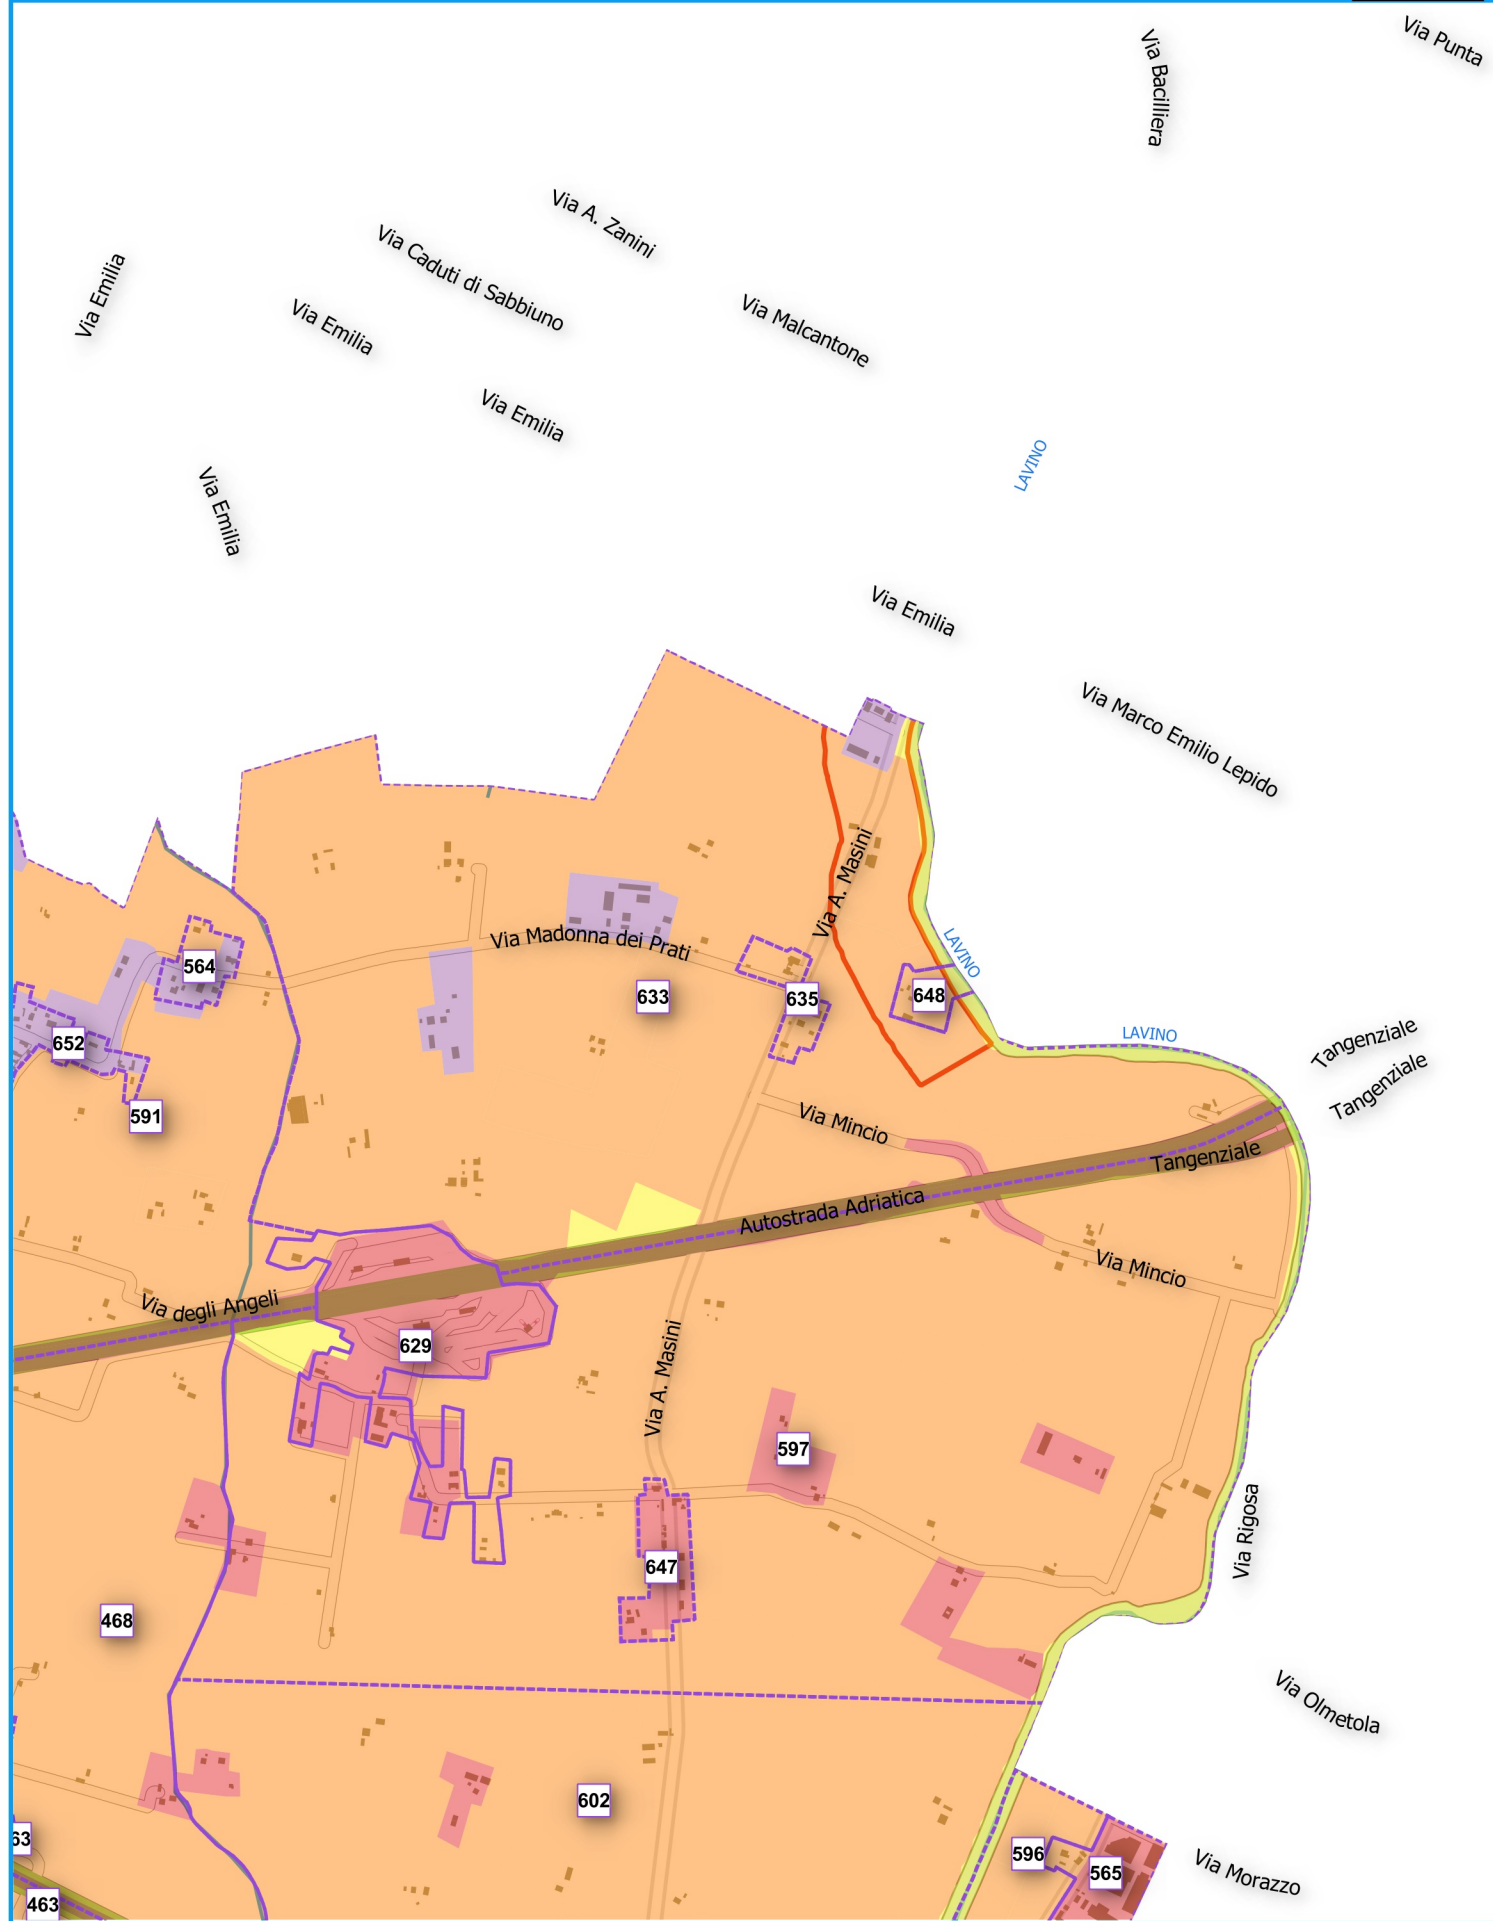 Via Punta
Via Bacilliera
Via A. Zanini
Via Caduti di Sabbiuno
Via Emilia
Via Emilia
Via Malcantone
Via Emilia
LAVINO
Via Emilia
Via Emilia
Via Marco Emilio Lepido
Via A. Masini
Via Madonna dei Prati
LAVINO
564
633
635
648
652
LAVINO
Tangenziale
Tangenziale
591
Via Mincio
Tangenziale
Autostrada Adriatica
Via Mincio
Via degli Angeli
629
Via A. Masini
597
Via Rigosa
647
468
Via Olmetola
602
63
596
565
Via Morazzo
463